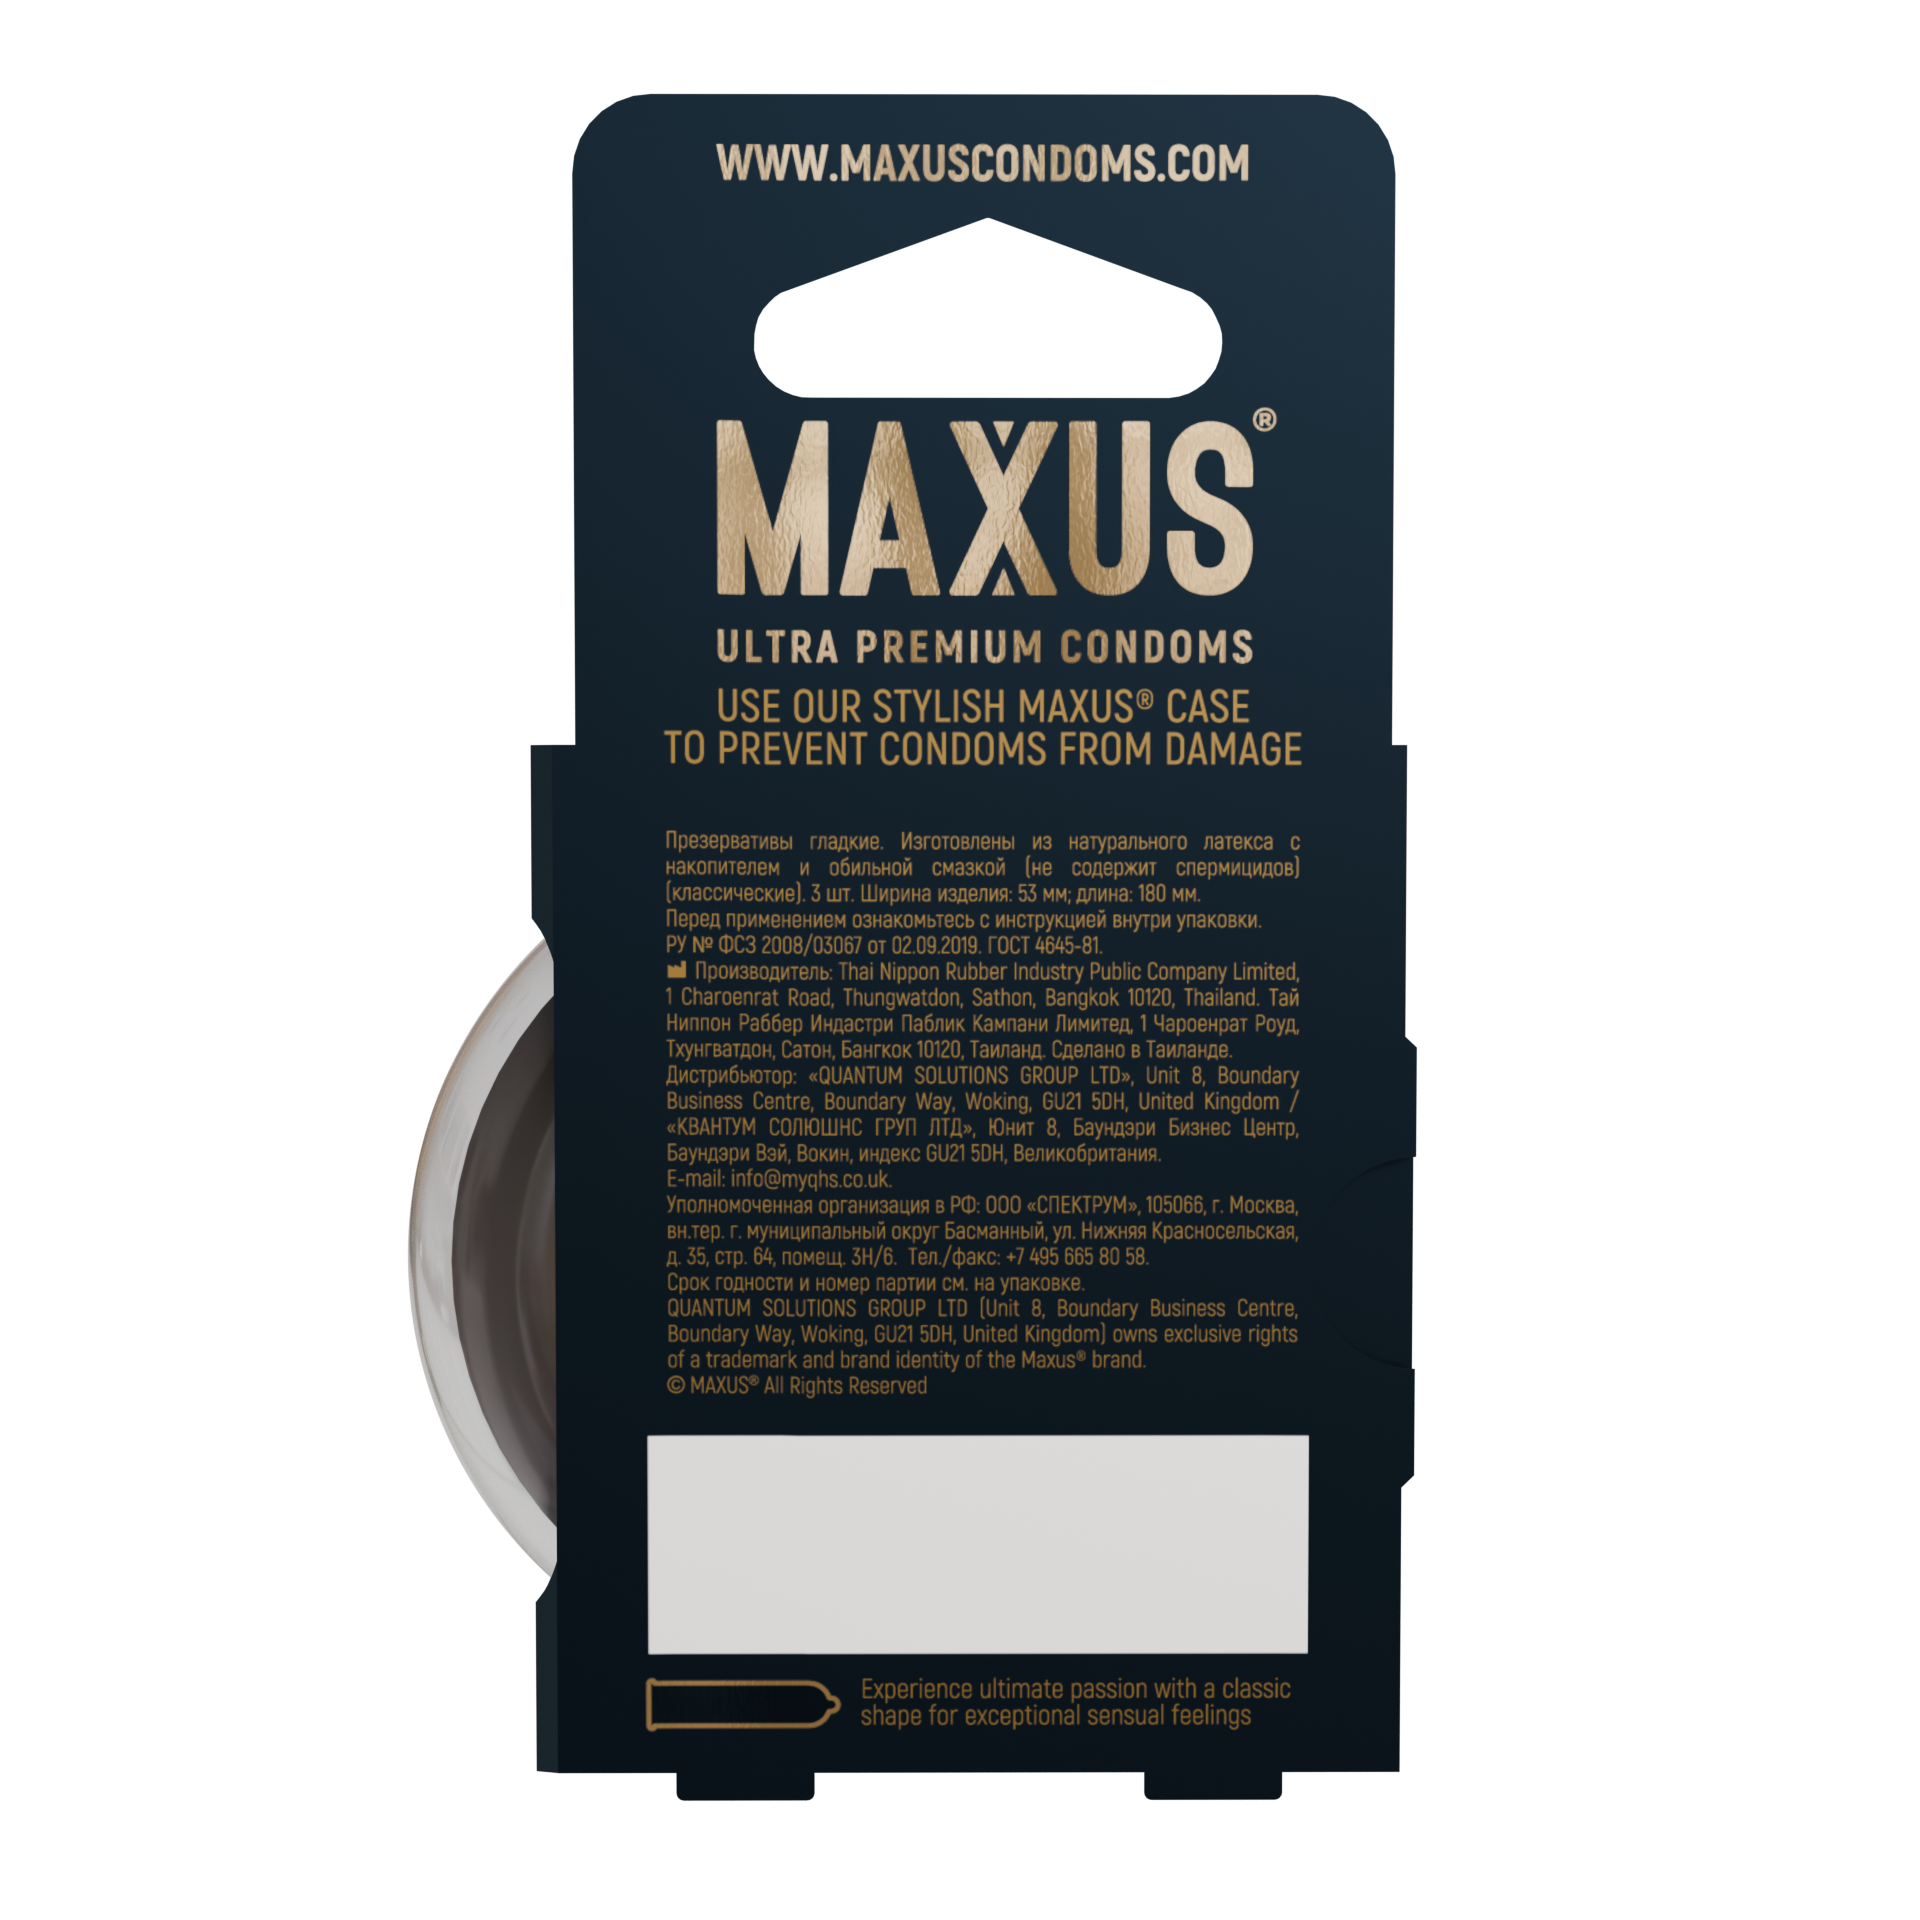 WWW.MAXUSCONDOMS.COM
MAXUS®
ULTRA PREMIUM CONDOMS
USE OUR STYLISH MAXUS® CASE
TO PREVENT CONDOMS FROM DAMAGE
Презервативы гладкие. Изготовлены из натурального латекса с
накопителем и обильной смазкой (не содержит спермицидов)
(классические). 3 шт. Ширина изделия: 53 мм; длина: 180 мм.
Перед применением ознакомьтесь с инструкцией внутри упаковки.
РУ № ФСЗ 2008/03067 от 02.09.2019. ГОСТ 4645-81.
Производитель: Thai Nippon Rubber Industry Public Company Limited,
1 Charoenrat Road, Thungwatdon, Sathon, Bangkok 10120, Thailand. Тай
Ниппон Раббер Индастри Паблик Кампани Лимитед, 1 Чароенрат Роуд,
Тхунгватдон, Сатон, Бангкок 10120, Таиланд. Сделано в Таиланде.
Дистрибьютор: «QUANTUM SOLUTIONS GROUP LTD», Unit 8, Boundary
Business Centre, Boundary Way, Woking, GU21 5DH, United Kingdom /
«КВАНТУМ СОЛЮШНС ГРУП ЛТД», Юнит 8, Баундэри Бизнес Центр,
Баундэри Вэй, Вокин, индекс GU21 5DH, Великобритания.
E-mail: info@myqhs.co.uk.
Уполномоченная организация в РФ: ООО «СПЕКТРУМ», 105066, г. Москва,
вн.тер. г. муниципальный округ Басманный, ул. Нижняя Красносельская,
д. 35, стр. 64, помещ. 3Н/6. Тел./факс: +7 495 665 80 58.
Срок годности и номер партии см. на упаковке.
QUANTUM SOLUTIONS GROUP LTD (Unit 8, Boundary Business Centre,
Boundary Way, Woking, GU21 5DH, United Kingdom) owns exclusive rights
of a trademark and brand identity of the Maxus® brand.
© MAXUS® All Rights Reserved
Experience ultimate passion with a classic
shape for exceptional sensual feelings